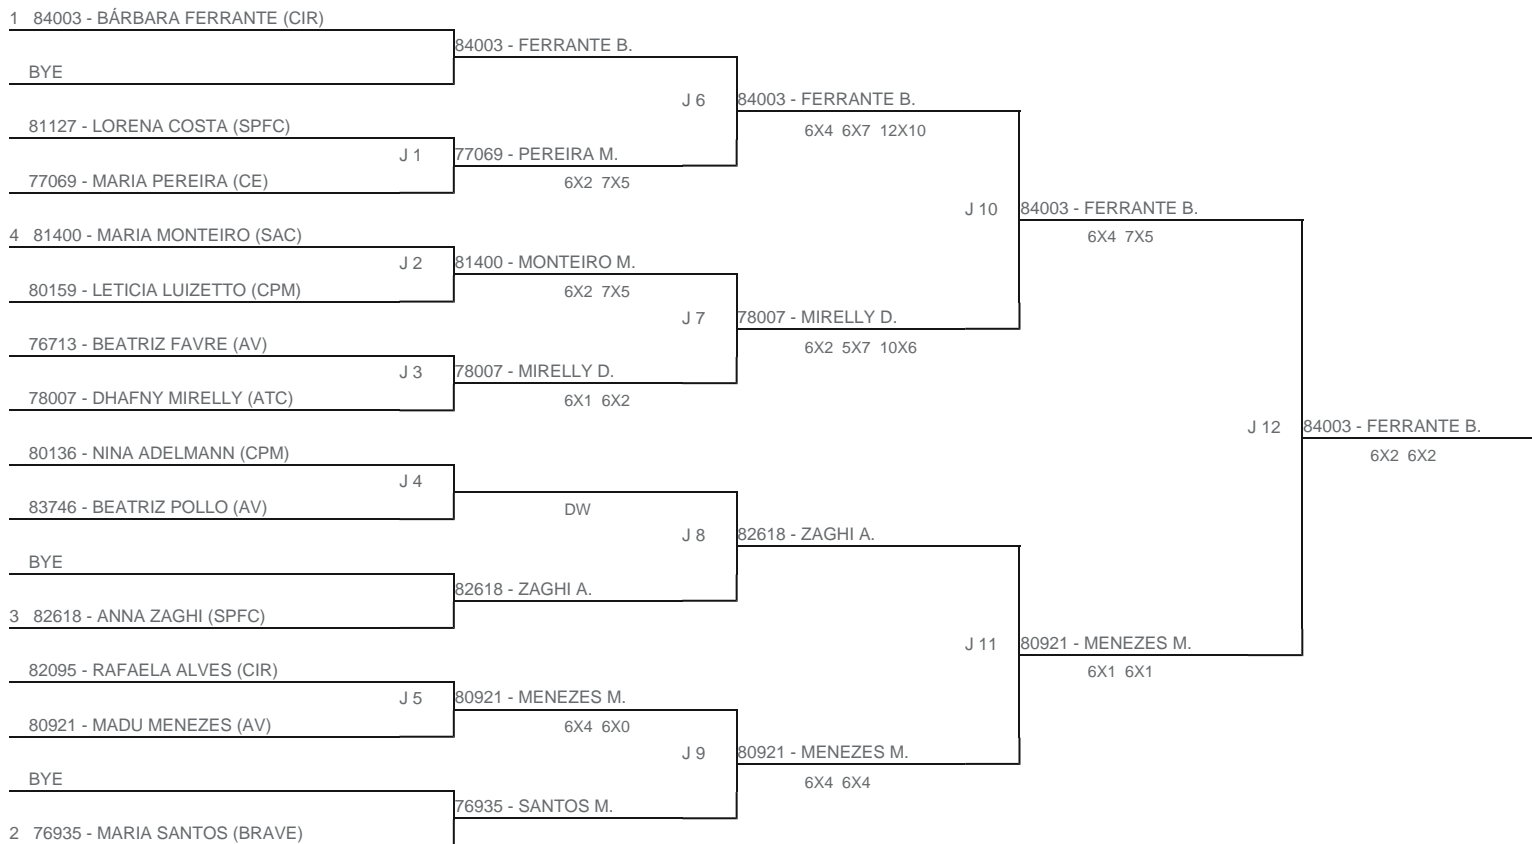 1 84003 - BÁRBARA FERRANTE (CIR)
84003 - FERRANTE B.
BYE
J 6 84003 - FERRANTE B.
6X4 6X7 12X10
81127 - LORENA COSTA (SPFC)
J 1 77069 - PEREIRA M.
77069 - MARIA PEREIRA (CE)
6X2 7X5
J 10 84003 - FERRANTE B.
6X4 7X5
4 81400 - MARIA MONTEIRO (SAC)
J 2 81400 - MONTEIRO M.
80159 - LETICIA LUIZETTO (CPM)
6X2 7X5
J 7 78007 - MIRELLY D.
6X2 5X7 10X6
76713 - BEATRIZ FAVRE (AV)
J 3 78007 - MIRELLY D.
78007 - DHAFNY MIRELLY (ATC)
6X1 6X2
J 12 84003 - FERRANTE B.
6X2 6X2
80136 - NINA ADELMANN (CPM)
J 4
83746 - BEATRIZ POLLO (AV)
DW
J 8 82618 - ZAGHI A.
BYE
82618 - ZAGHI A.
3 82618 - ANNA ZAGHI (SPFC)
J 11 80921 - MENEZES M.
6X1 6X1
82095 - RAFAELA ALVES (CIR)
J 5 80921 - MENEZES M.
80921 - MADU MENEZES (AV)
6X4 6X0
J 9 80921 - MENEZES M.
6X4 6X4
BYE
76935 - SANTOS M.
2 76935 - MARIA SANTOS (BRAVE)